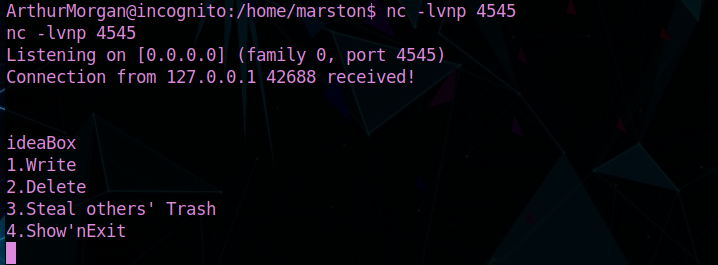 ArthurMorgan@incognito:/home/marston$ nc -lvnp 4545
nc -lvnp 4545
Listening on [0.0.0.0] (family 0, port 4545)
Connection from 127.0.0.1 42688 received!
ideaBox
1.Write
2.Delete
3.Steal others' Trash
4.Show'nExit